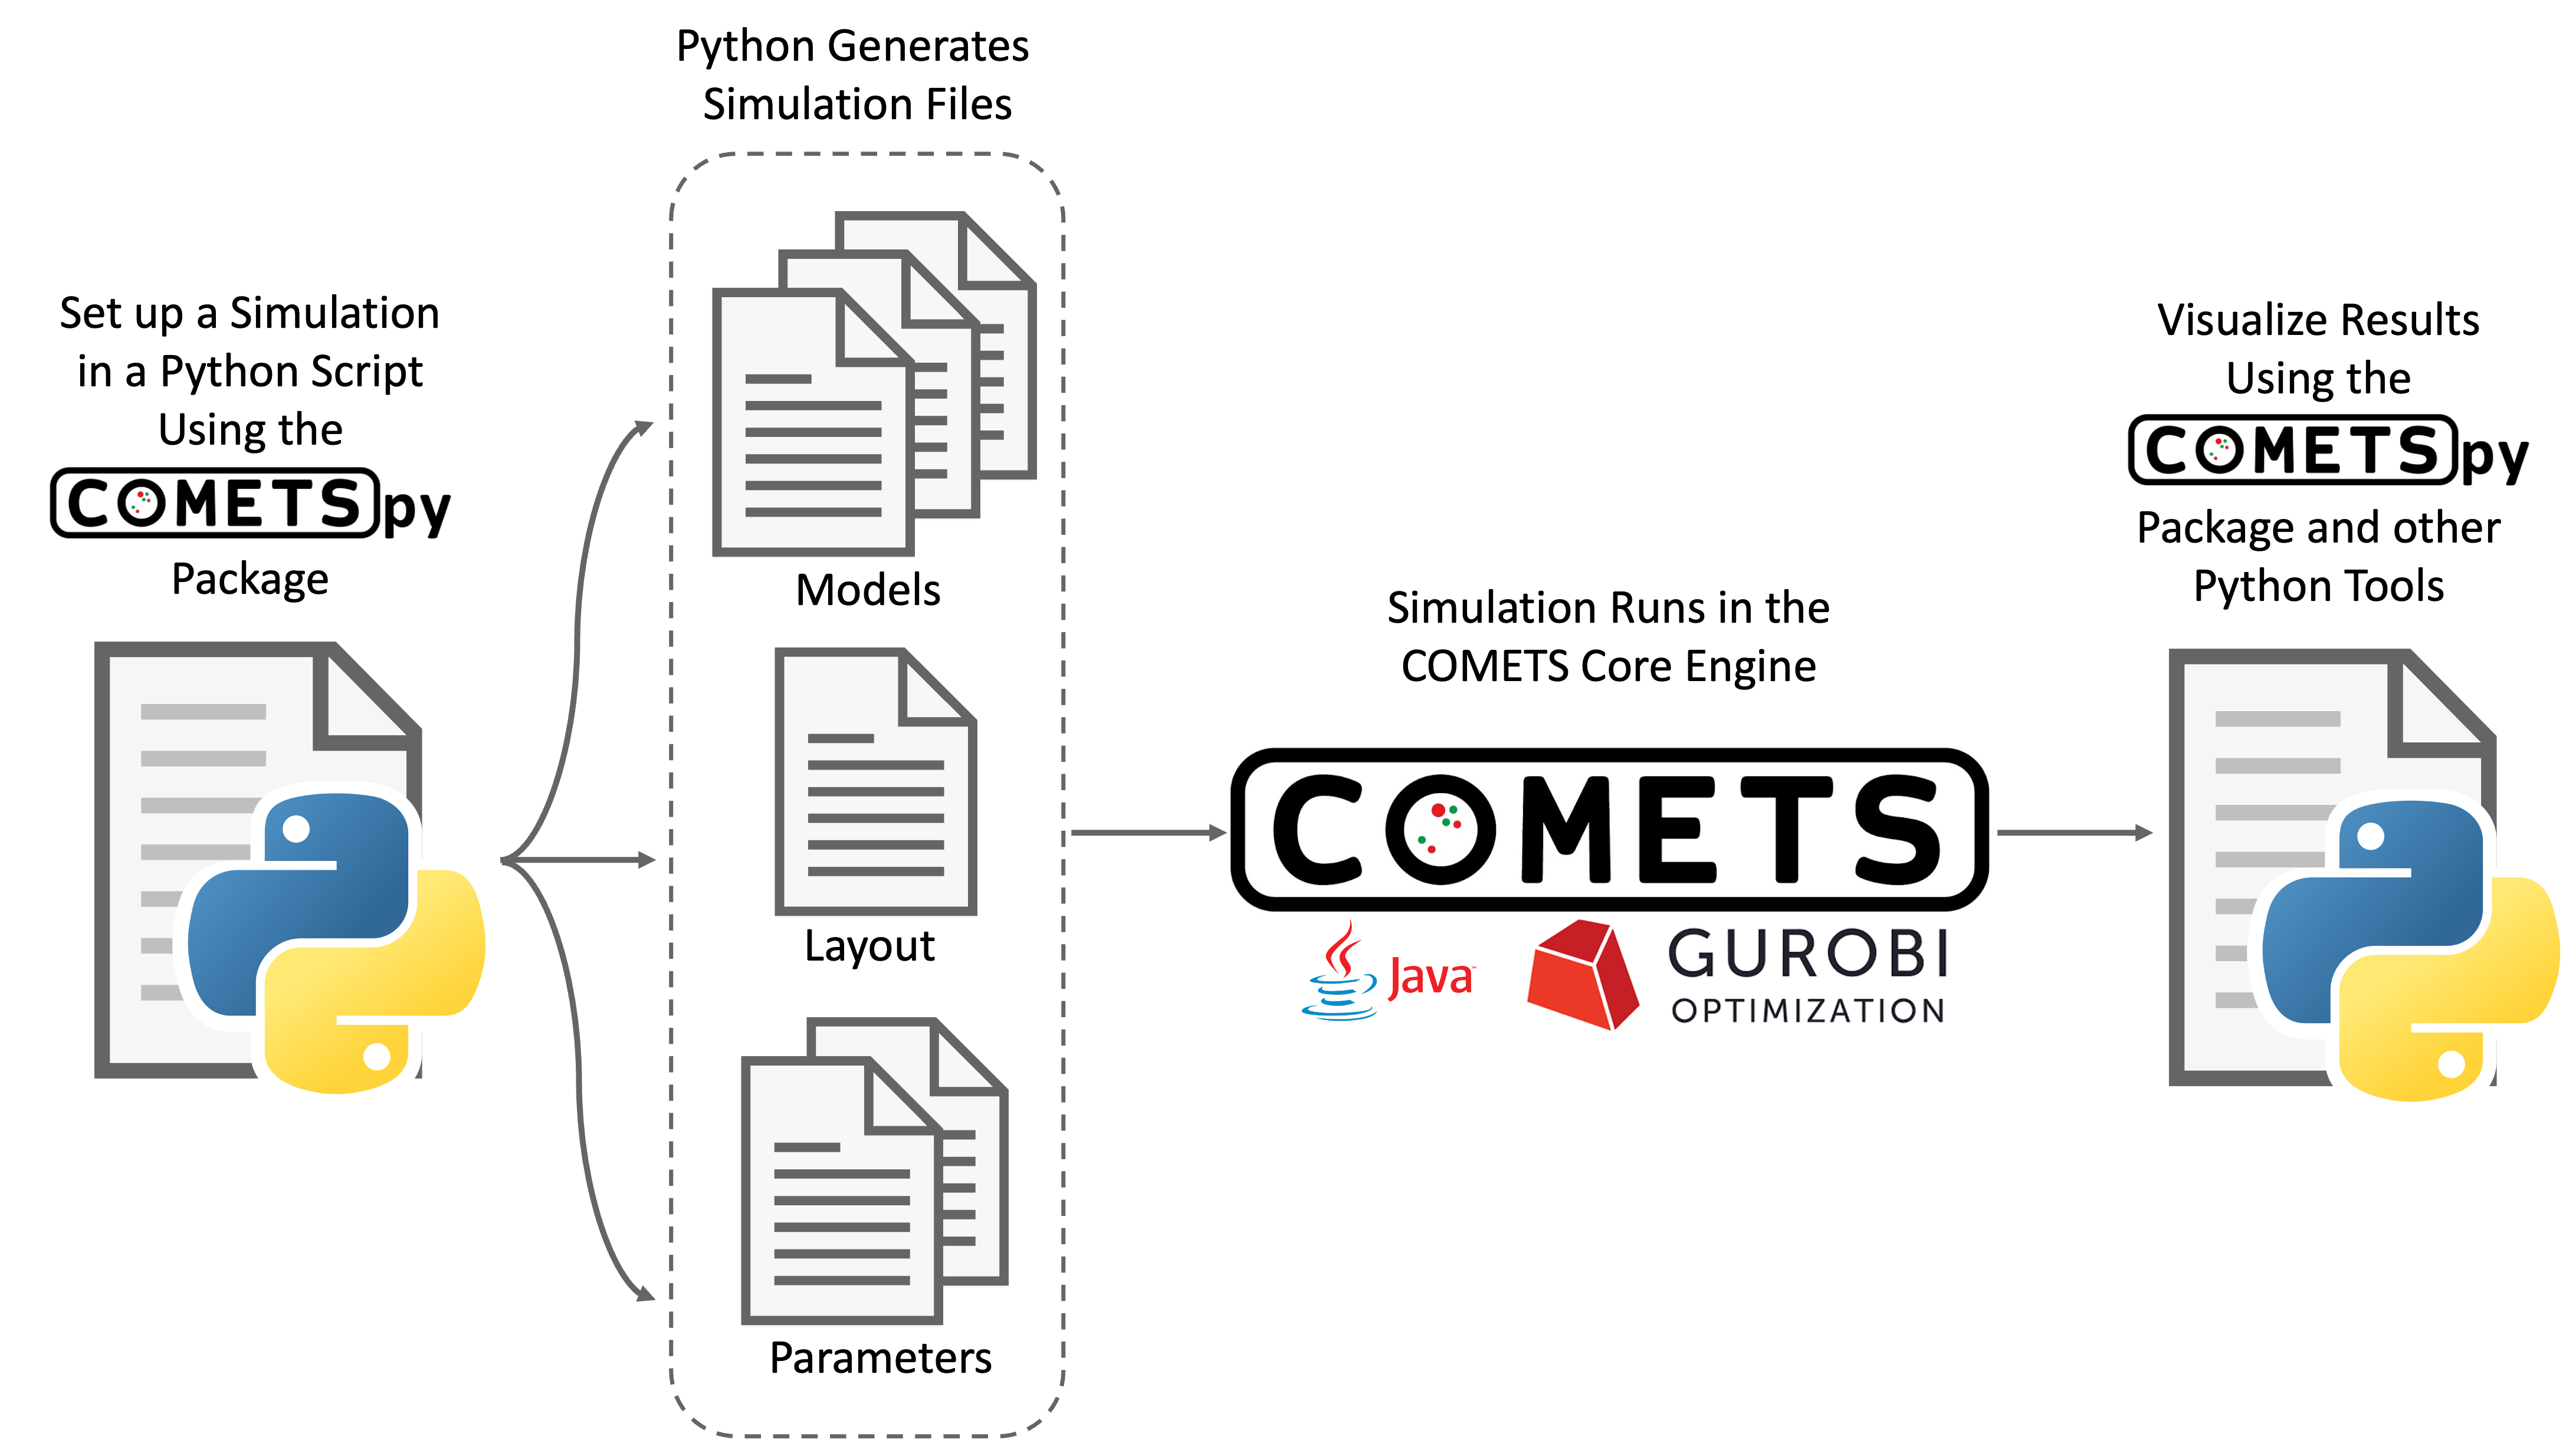 Set up a Simulation
in a Python Script
Using the
COMETSpy
Package
Python Generates
Simulation Files
Models
Layout
Parameters
Simulation Runs in the
COMETS Core Engine
COMETS
Java™
GUROBI
OPTIMIZATION
Visualize Results
Using the
COMETSpy
Package and other
Python Tools